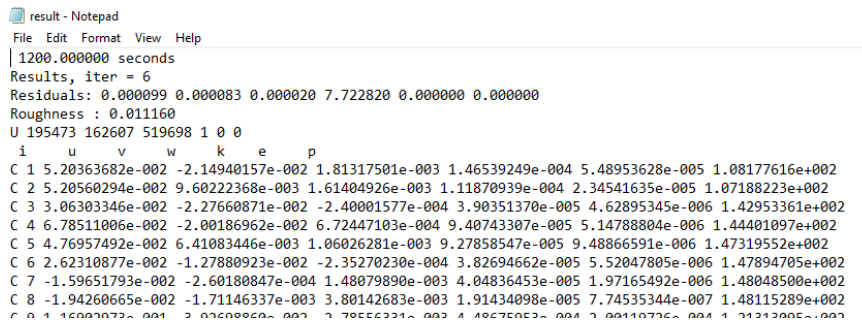 result - Notepad
File Edit Format View Help
1200.000000 seconds
Results, iter = 6
Residuals: 0.000099 0.000083 0.000020 7.722820 0.000000 0.000000
Roughness : 0.011160
U 195473 162607 519698 1 0 0
i u v w k e p
C 1 5.20363682e-002 -2.14940157e-002 1.81317501e-003 1.46539249e-004 5.48953628e-005 1.08177616e+002
C 2 5.20560294e-002 9.60222368e-003 1.61404926e-003 1.11870939e-004 2.34541635e-005 1.07188223e+002
C 3 3.06303346e-002 -2.27660871e-002 -2.40001577e-004 3.90351370e-005 4.62895345e-006 1.42953361e+002
C 4 6.78511006e-002 -2.00186962e-002 6.72447103e-004 9.40743307e-005 5.14788804e-006 1.44401097e+002
C 5 4.76957492e-002 6.41083446e-003 1.06026281e-003 9.27858547e-005 9.48866591e-006 1.47319552e+002
C 6 2.62310877e-002 -1.27880923e-002 -2.35270230e-004 3.82694662e-005 5.52047805e-006 1.47894705e+002
C 7 -1.59651793e-002 -2.60180847e-004 1.48079890e-003 4.04836453e-005 1.97165492e-006 1.48048500e+002
C 8 -1.94260665e-002 -1.71146337e-003 3.80142683e-003 1.91434098e-005 7.74535344e-007 1.48115289e+002